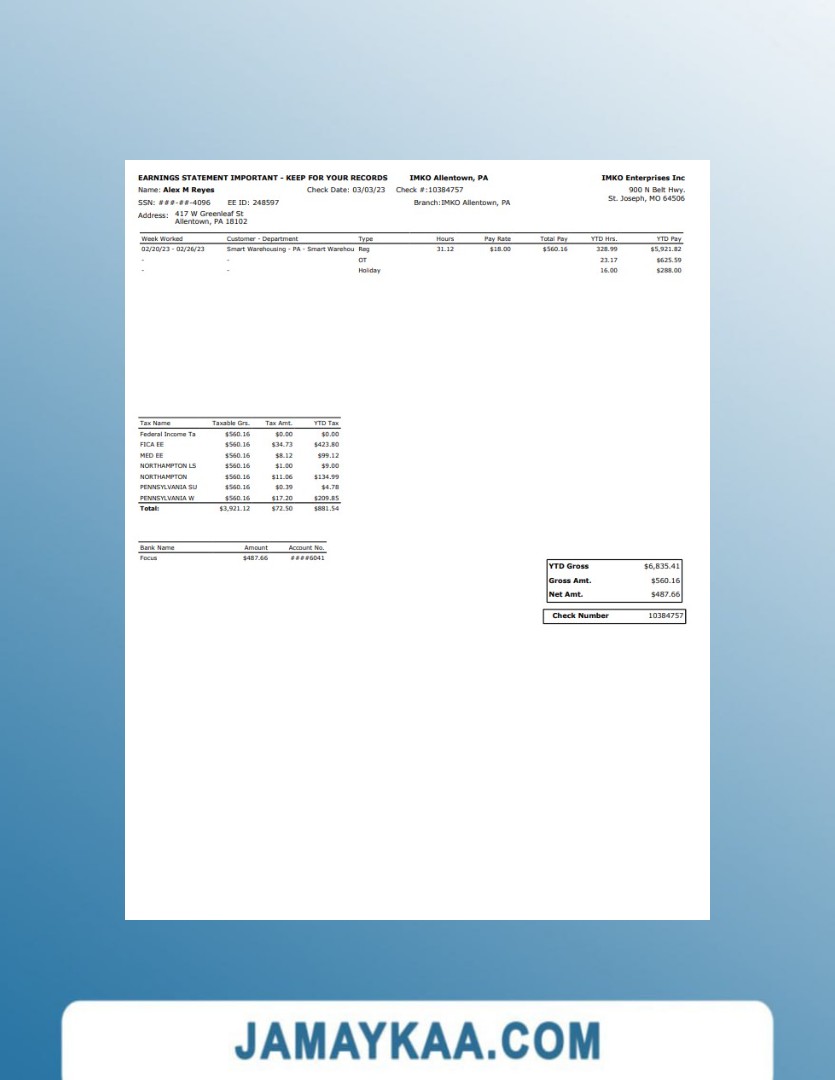 EARNINGS STATEMENT IMPORTANT - KEEP FOR YOUR RECORDS IMKO Allentown, PA IMKO Enterprises Inc
Name: Alex M Reyes Check Date: 03/03/23 Check #:10384757 900 N Belt Hwy.
SSN: ###-##-4096 EE ID: 248597 Branch:IMKO Allentown, PA St. Joseph, MO 64506
Address: 417 W Greenleaf St
Allentown, PA 18102
Week Worked Customer - Department Type Hours Pay Rate Total Pay YTD Hrs. YTD Pay
02/20/23 - 02/26/23 Smart Warehousing - PA - Smart Warehou Reg 31.12 $18.00 $560.16 328.99 $5,921.82
- - OT 23.17 $625.59
- - Holiday 16.00 $288.00
Tax Name Taxable Grs. Tax Amt. YTD Tax
Federal Income Ta $560.16 $0.00 $0.00
FICA EE $560.16 $34.73 $423.80
MED EE $560.16 $8.12 $99.12
NORTHAMPTON LS $560.16 $1.00 $9.00
NORTHAMPTON $560.16 $11.06 $134.99
PENNSYLVANIA SU $560.16 $0.39 $4.78
PENNSYLVANIA W $560.16 $17.20 $209.85
Total: $3,921.12 $72.50 $881.54
Bank Name Amount Account No.
Focus $487.66 ####6041
YTD Gross $6,835.41
Gross Amt. $560.16
Net Amt. $487.66
Check Number 10384757
JAMAYKAA.COM